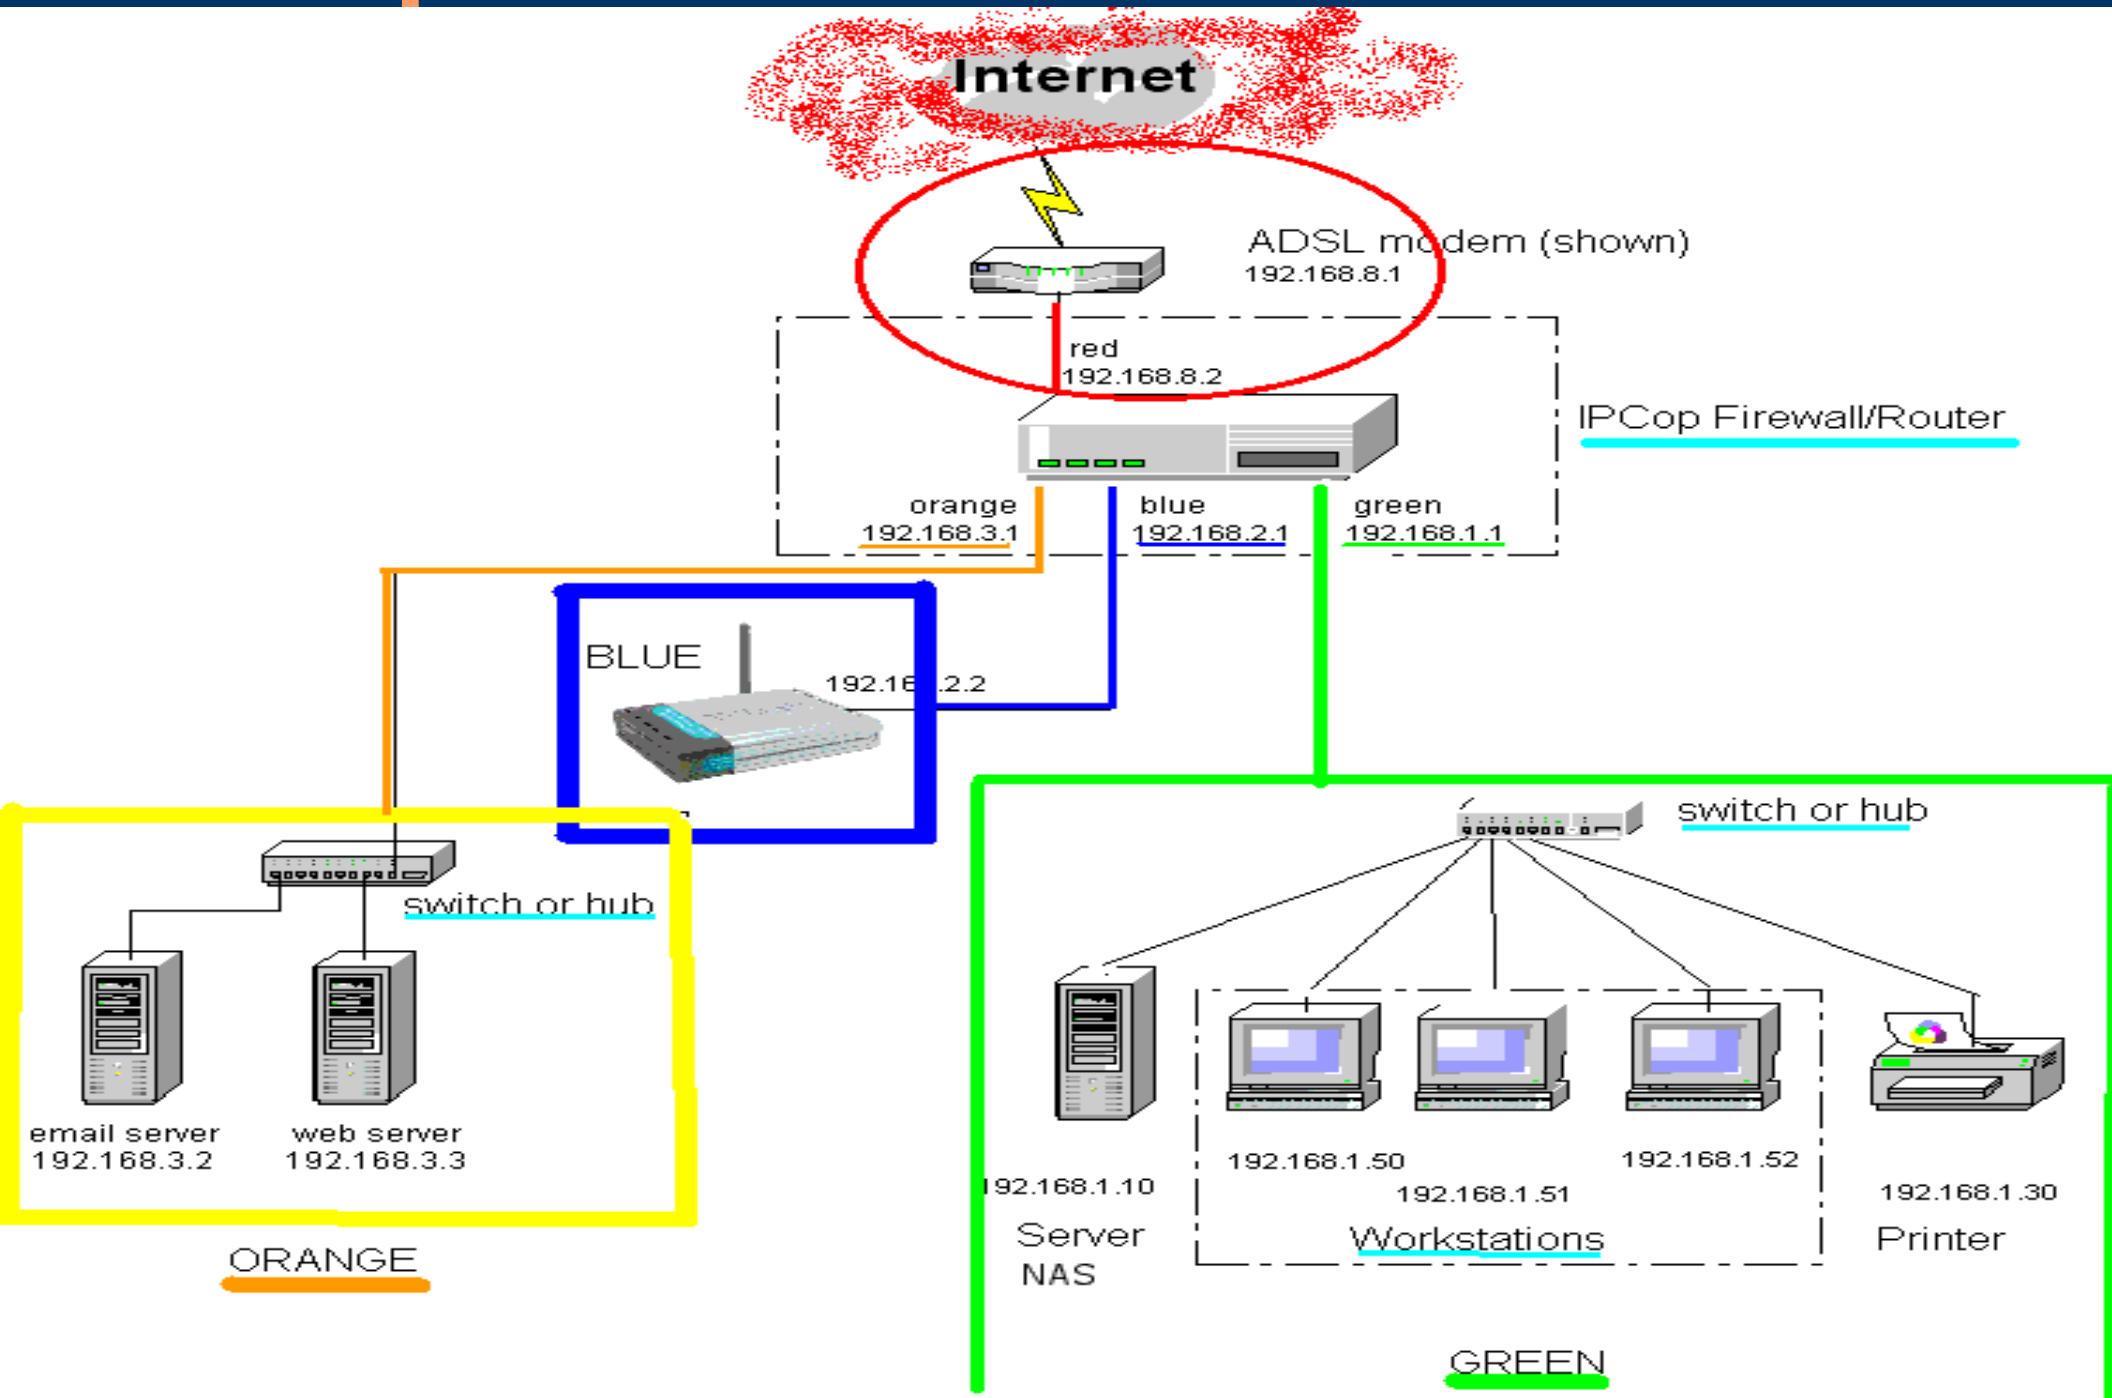 Internet
ADSL modem (shown)
192.168.8.1
red
192.168.8.2
IPCop Firewall/Router
orange
192.168.3.1
blue
192.168.2.1
green
192.168.1.1
BLUE
192.16 .2.2
switch or hub
switch or hub
email server
192.168.3.2
web server
192.168.3.3
192.168.1.10
Server
NAS
192.168.1.50
192.168.1.51
192.168.1.52
Workstations
192.168.1.30
Printer
ORANGE
GREEN